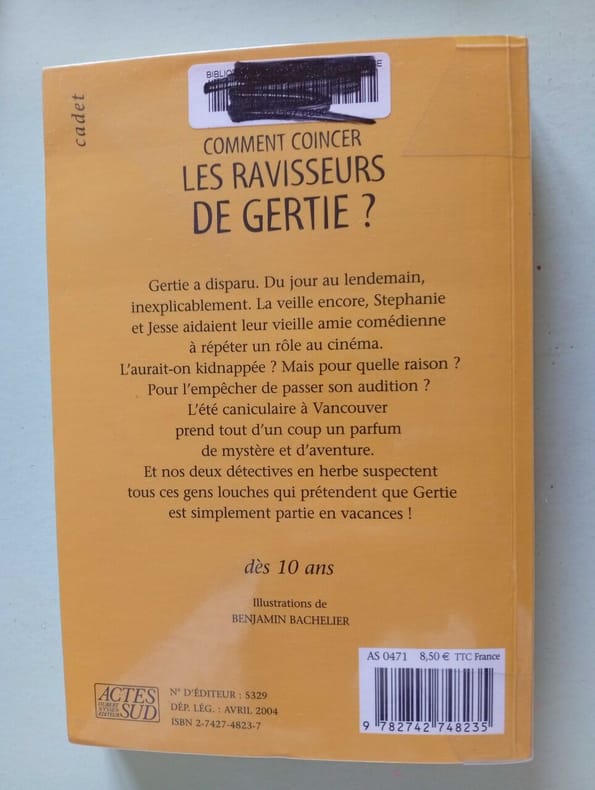 cadet
COMMENT COINCER
LES RAVISSEURS
DE GERTIE ?
Gertie a disparu. Du jour au lendemain,
inexplicablement. La veille encore, Stephanie
et Jesse aidaient leur vieille amie comédienne
à répéter un rôle au cinéma.
L'aurait-on kidnappée ? Mais pour quelle raison ?
Pour l'empêcher de passer son audition ?
L'été caniculaire à Vancouver
prend tout d'un coup un parfum
de mystère et d'aventure.
Et nos deux détectives en herbe suspectent
tous ces gens louches qui prétendent que Gertie
est simplement partie en vacances !
dès 10 ans
Illustrations de
BENJAMIN BACHELIER
AS 0471 8,50 € TTC France
9 782742 748235
ACTES
SUD
N° D'ÉDITEUR : 5329
DÉP. LÉG. : AVRIL 2004
ISBN 2-7427-4823-7